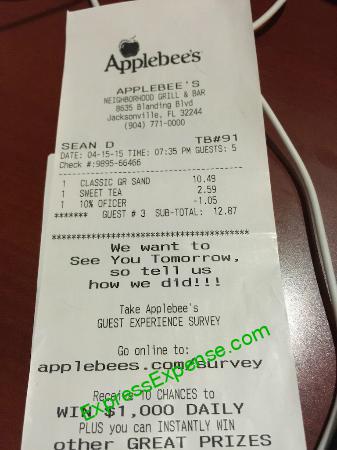 Applebee's
APPLEBEE'S
NEIGHBORHOOD GRILL & BAR
8635 Blanding Blvd
Jacksonville, FL 32244
(904) 771-0000
SEAN D TB#91
DATE: 04-15-15 TIME: 07:35 PM GUESTS: 5
Check #:9895-66466
1 CLASSIC QR SAND 10.49
1 SWEET TEA 2.59
1 10% OFICER -1.05
******* GUEST # 3 SUB-TOTAL: 12.87
************************************
We want to
See You Tomorrow,
so tell us
how we did!!!
Take Applebee's
GUEST EXPERIENCE SURVEY
Go online to:
applebees.com/survey
Receive 10 CHANCES to
WIN $1,000 DAILY
PLUS you can INSTANTLY WIN
other GREAT PRIZES
ExpressExpense.com